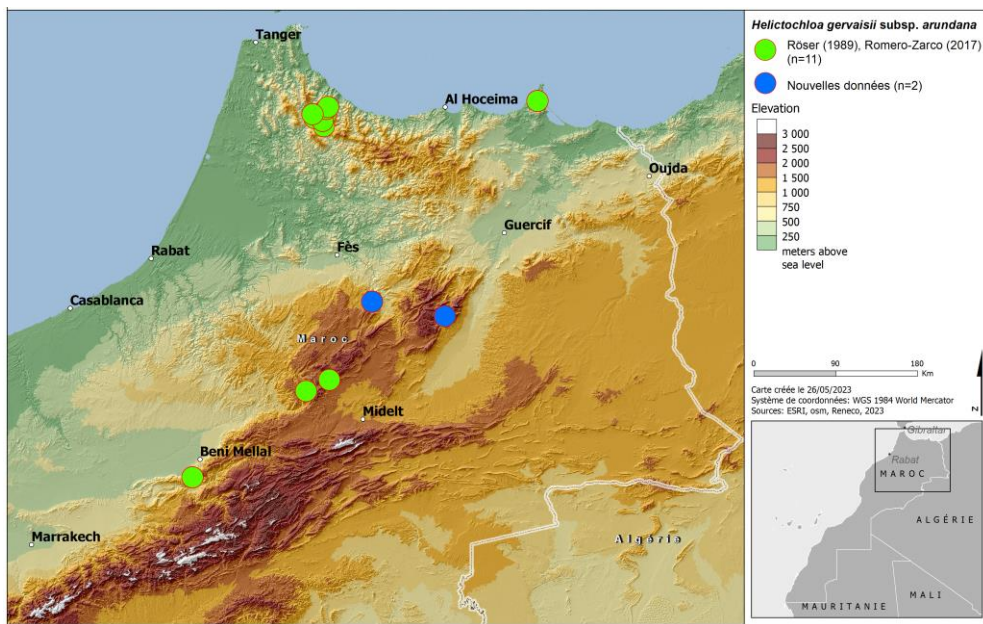 Tanger
Al Hoceima
Oujda
Guercif
Rabat
Fès
Casablanca
Maroc
Midelt
Beni Mellal
Marrakech
Algérie
Helictochloa gervaisii subsp. arundana
Röser (1989), Romero-Zarco (2017)
(n=11)
Nouvelles données (n=2)
Elevation
3 000
2 500
2 000
1 500
1 000
750
500
250
meters above
sea level
0 90 180
Km
Carte créée le 26/05/2023
Système de coordonnées: WGS 1984 World Mercator
Sources: ESRI, osm, Reneco, 2023
N
Gibraltar
Rabat
MAROC
ALGÉRIE
MALI
MAURITANIE